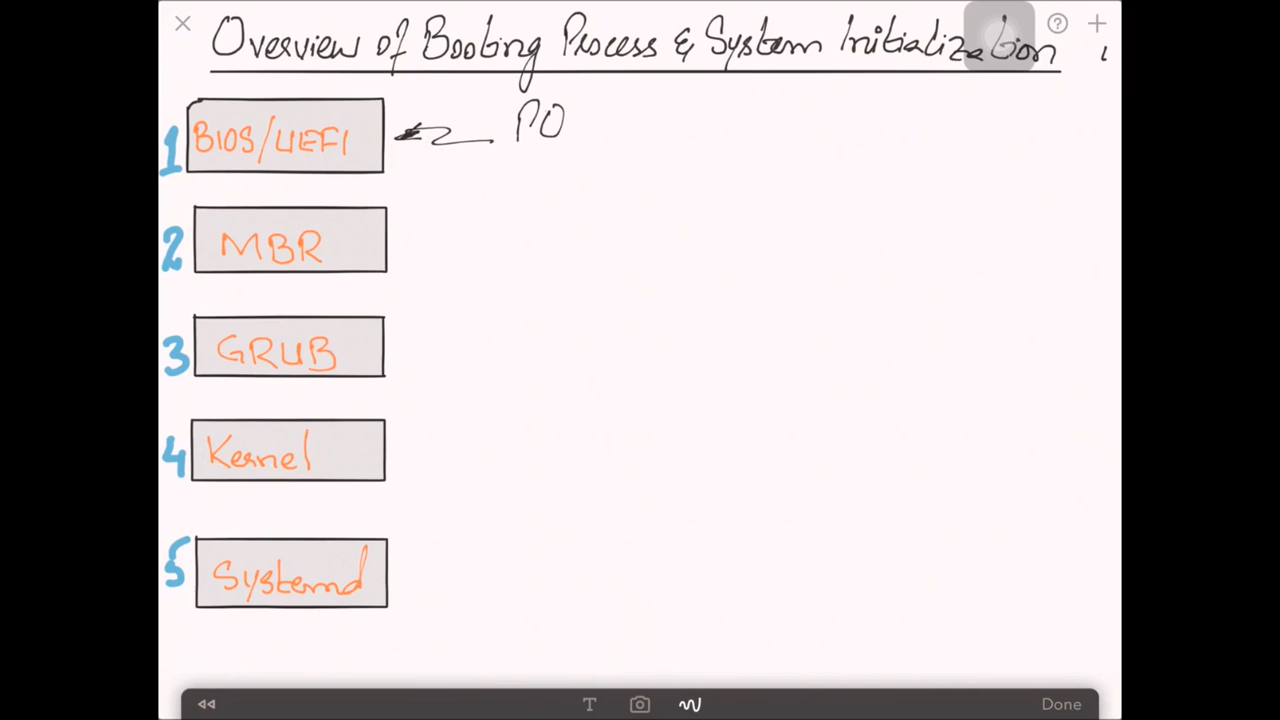 Overview of Booting Process & System Initialization
1 BIOS/UEFI PO
2 MBR
3 GRUB
4 Kernel
5 Systemd
T Done